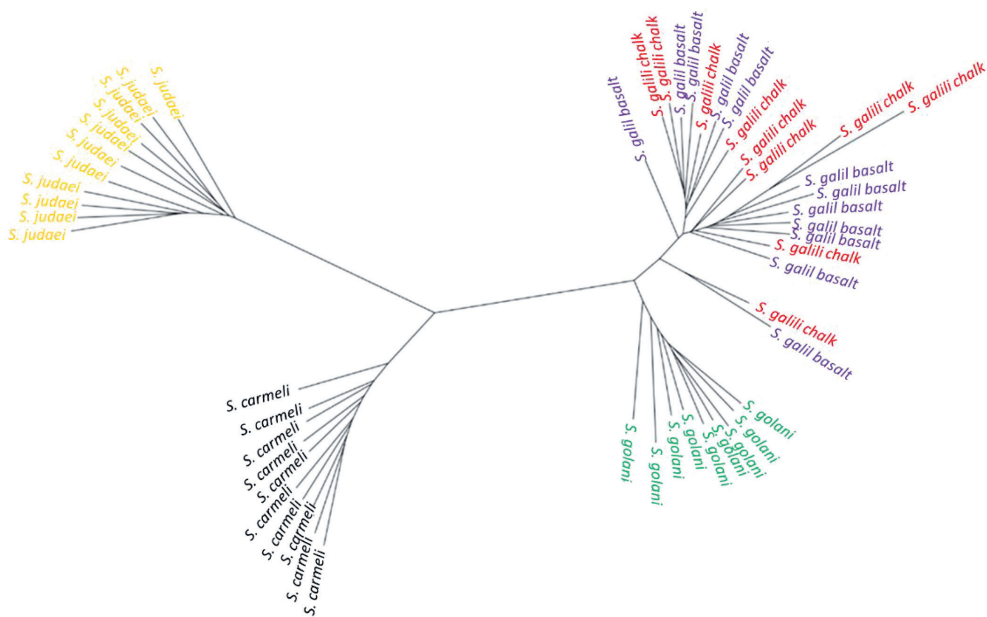 S. judaei
S. judaei
S. judaei
S. judaei
S. judaei
S. judaei
S. judaei
S. judaei
S. judaei
S. judaei
S. judaei
S. galil basalt
S. galili chalk
S. galili chalk
S. galil basalt
S. galil basalt
S. galili chalk
S. galil basalt
S. galil basalt
S. galili chalk
S. galili chalk
S. galili chalk
S. galili chalk
S. galili chalk
S. galil basalt
S. galil basalt
S. galil basalt
S. galil basalt
S. galil basalt
S. galili chalk
S. galil basalt
S. galili chalk
S. galil basalt
S. golani
S. golani
S. golani
S. golani
S. golani
S. golani
S. golani
S. golani
S. golani
S. carmeli
S. carmeli
S. carmeli
S. carmeli
S. carmeli
S. carmeli
S. carmeli
S. carmeli
S. carmeli
S. carmeli